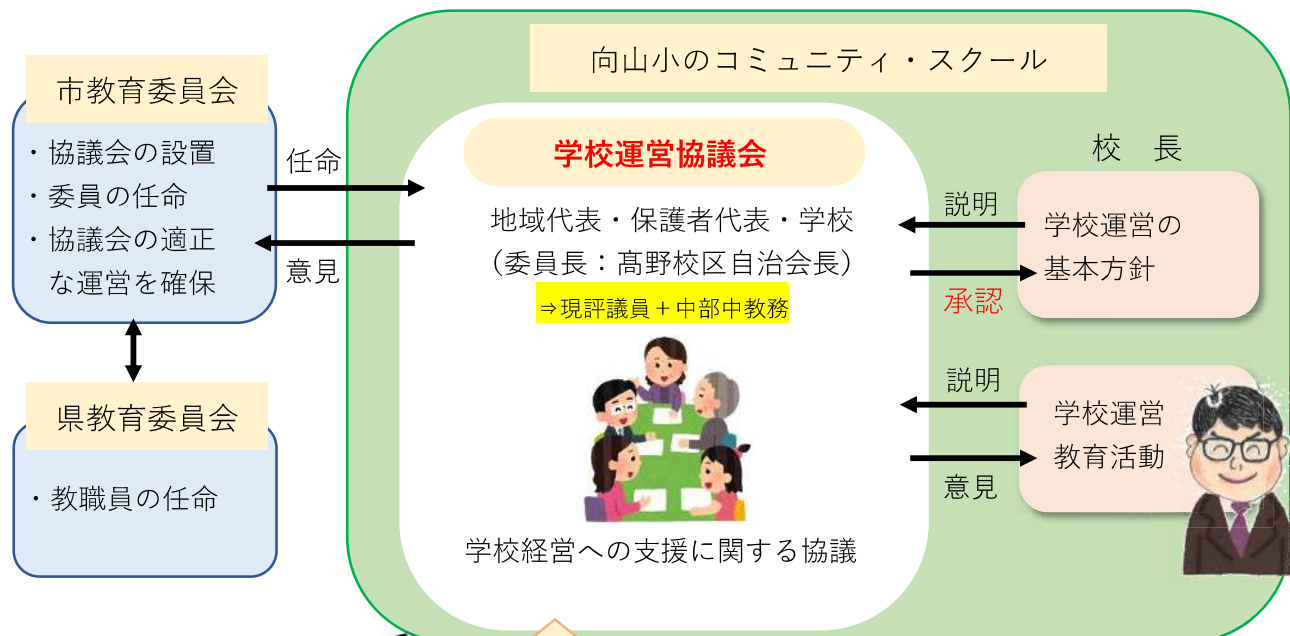 向山小のコミュニティ・スクール
市教育委員会
・協議会の設置
・委員の任命
・協議会の適正
な運営を確保
任命
意見
県教育委員会
・教職員の任命
学校運営協議会
地域代表・保護者代表・学校
（委員長：髙野校区自治会長）
⇒現評議員＋中部中教務
学校経営への支援に関する協議
校　長
説明
学校運営の
基本方針
承認
説明
学校運営
教育活動
意見